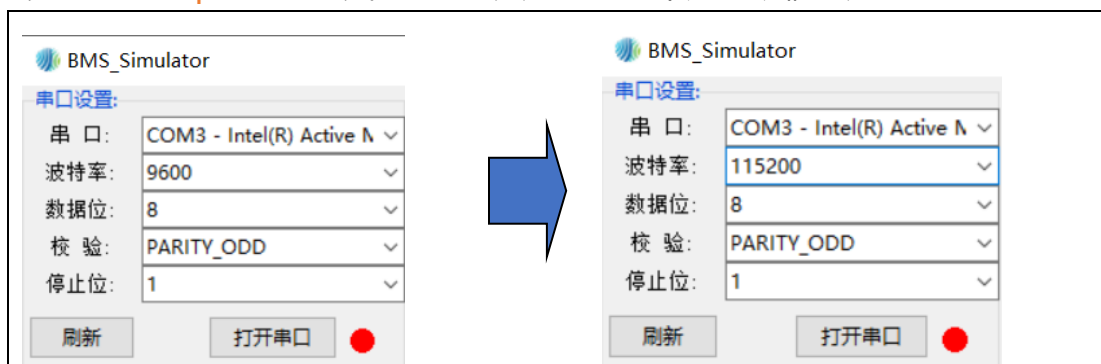 BMS_Simulator
串口设置:
串 口: COM3 - Intel(R) Active
波特率: 9600
数据位: 8
校 验: PARITY_ODD
停止位: 1
刷新 打开串口
BMS_Simulator
串口设置:
串 口: COM3 - Intel(R) Active
波特率: 115200
数据位: 8
校 验: PARITY_ODD
停止位: 1
刷新 打开串口